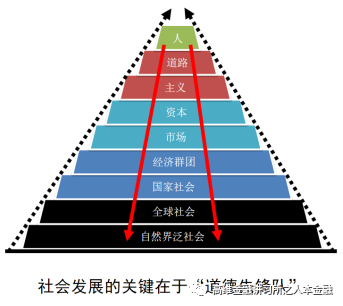 人
道路
主义
资本
市场
经济群团
国家社会
全球社会
自然界泛社会
社会发展的关键在于“道德先锋队”